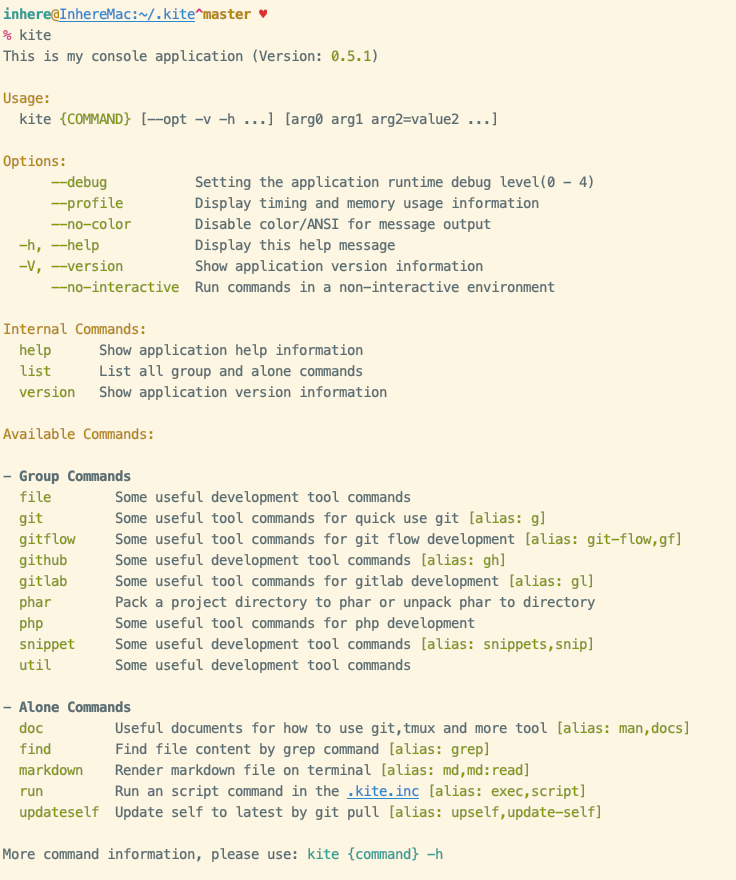 inhere@InhereMac:~/.kite^master ♥
% kite
This is my console application (Version: 0.5.1)

Usage:
  kite {COMMAND} [--opt -v -h ...] [arg0 arg1 arg2=value2 ...]

Options:
      --debug           Setting the application runtime debug level(0 - 4)
      --profile         Display timing and memory usage information
      --no-color        Disable color/ANSI for message output
  -h, --help            Display this help message
  -V, --version         Show application version information
      --no-interactive  Run commands in a non-interactive environment

Internal Commands:
  help      Show application help information
  list      List all group and alone commands
  version   Show application version information

Available Commands:

- Group Commands
  file        Some useful development tool commands
  git         Some useful tool commands for quick use git [alias: g]
  gitflow     Some useful tool commands for git flow development [alias: git-flow,gf]
  github      Some useful development tool commands [alias: gh]
  gitlab      Some useful tool commands for gitlab development [alias: gl]
  phar        Pack a project directory to phar or unpack phar to directory
  php         Some useful tool commands for php development
  snippet     Some useful development tool commands [alias: snippets,snip]
  util        Some useful development tool commands

- Alone Commands
  doc         Useful documents for how to use git,tmux and more tool [alias: man,docs]
  find        Find file content by grep command [alias: grep]
  markdown    Render markdown file on terminal [alias: md,md:read]
  run         Run an script command in the .kite.inc [alias: exec,script]
  updateself  Update self to latest by git pull [alias: upself,update-self]

More command information, please use: kite {command} -h